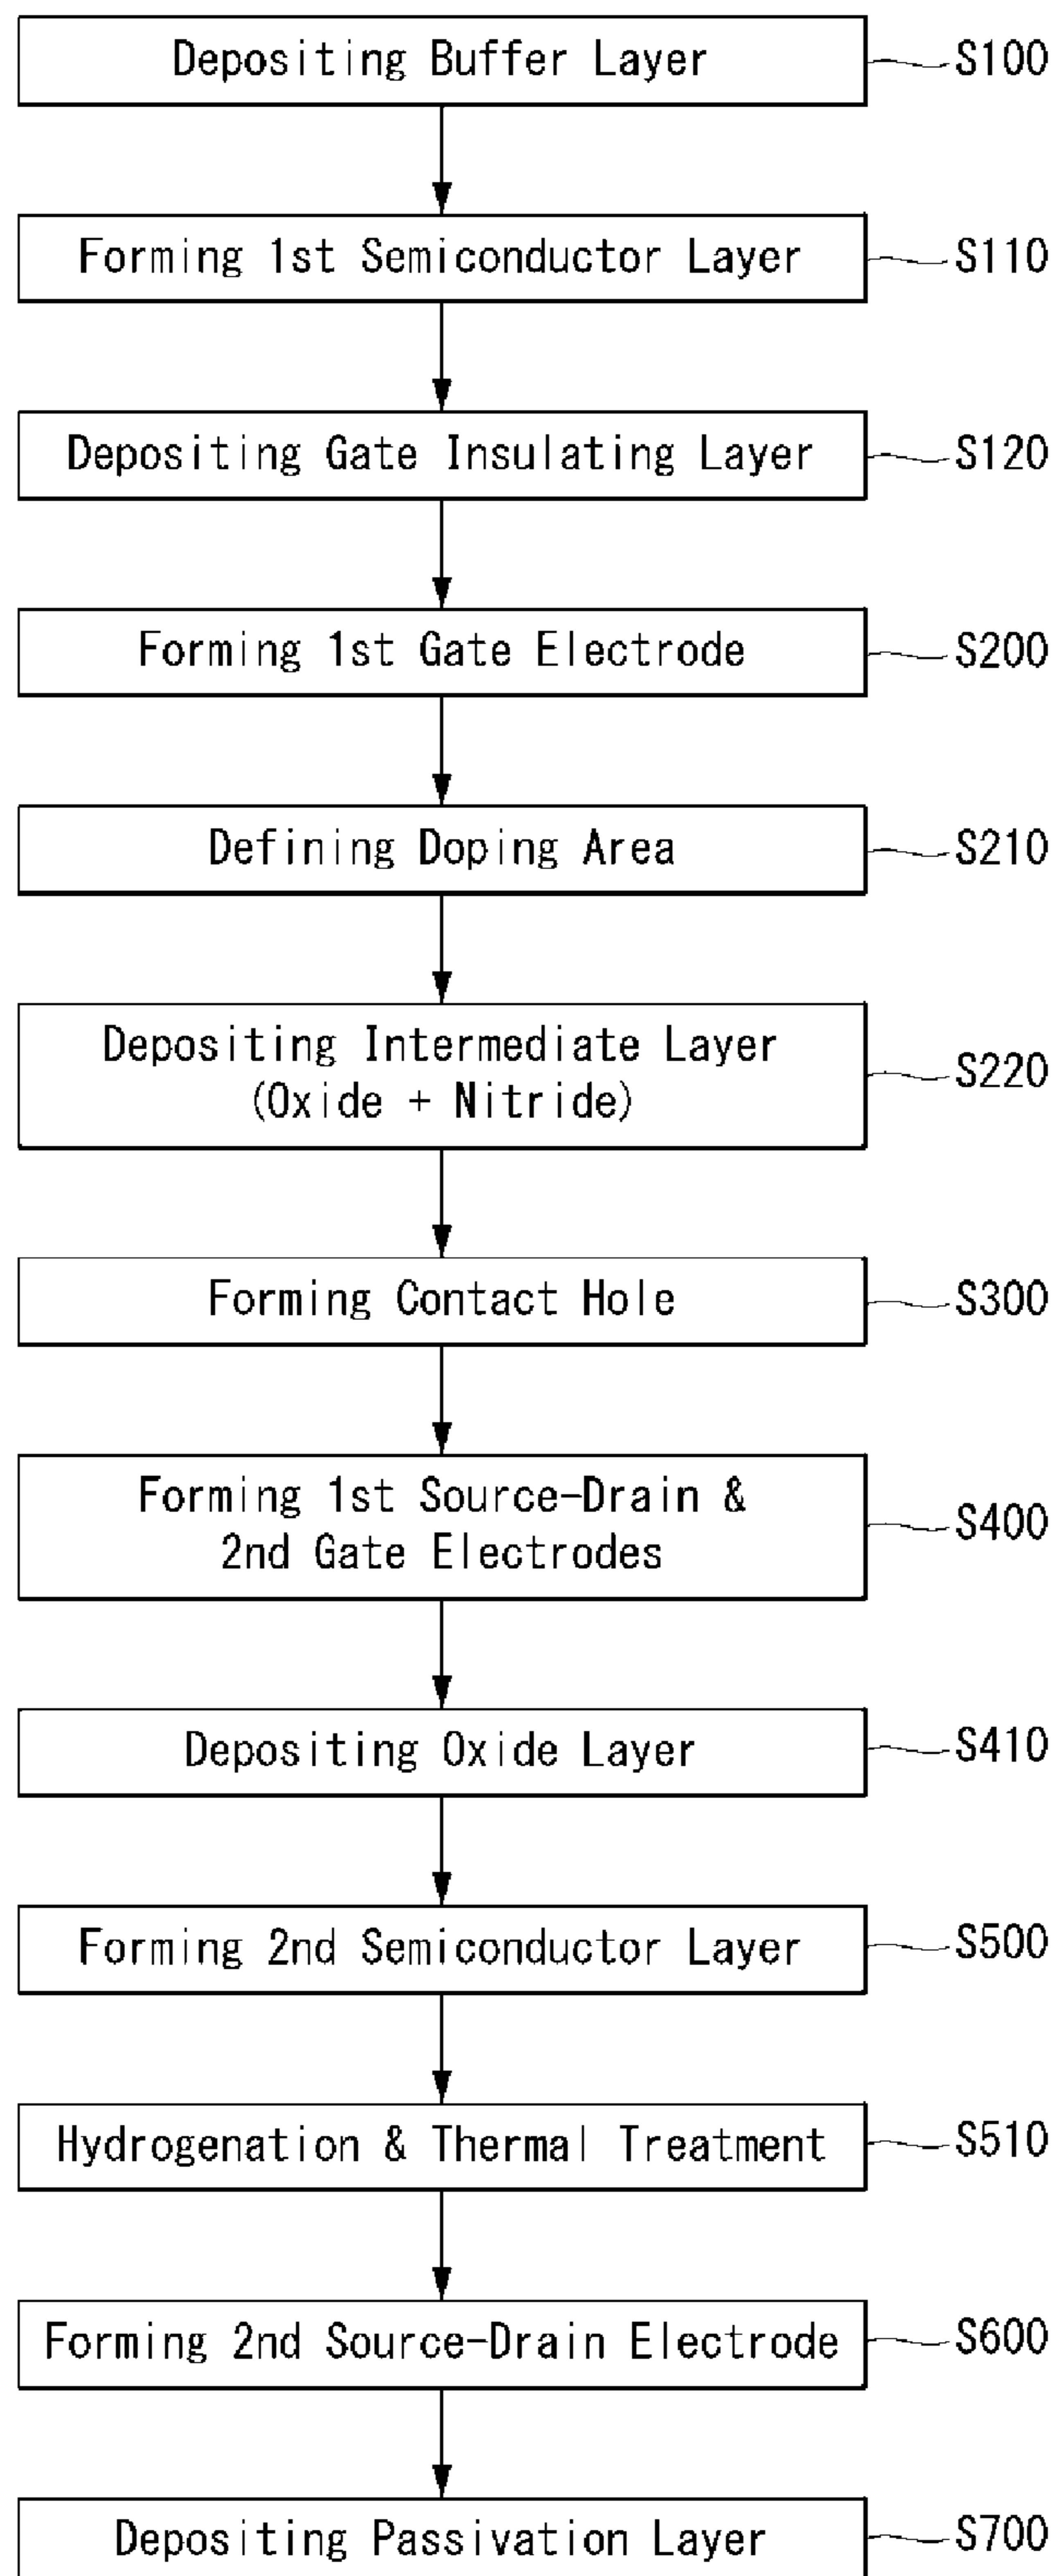 Depositing Buffer Layer
S100
Forming 1st Semiconductor Layer
S110
Depositing Gate Insulating Layer
S120
Forming 1st Gate Electrode
S200
Defining Doping Area
S210
Depositing Intermediate Layer
(Oxide + Nitride)
S220
Forming Contact Hole
S300
Forming 1st Source-Drain &
2nd Gate Electrodes
S400
Depositing Oxide Layer
S410
Forming 2nd Semiconductor Layer
S500
Hydrogenation & Thermal Treatment
S510
Forming 2nd Source-Drain Electrode
S600
Depositing Passivation Layer
S700